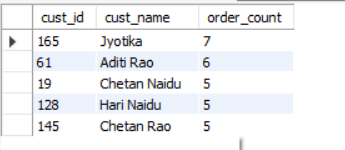 cust_id cust_name order_count
165 Jyotika 7
61 Aditi Rao 6
19 Chetan Naidu 5
128 Hari Naidu 5
145 Chetan Rao 5